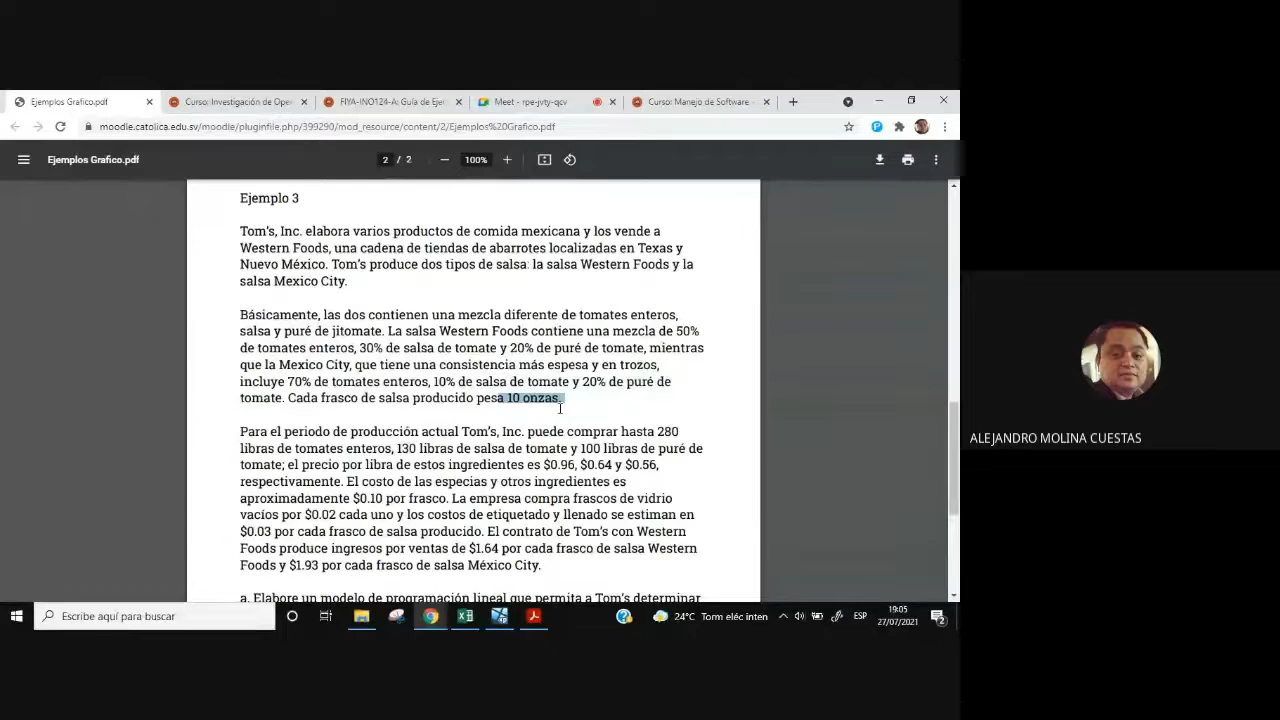 Ejemplos Grafico.pdf
Curso: Investigación de Oper
FIYA-INO124-A: Guía de Ejer
Meet - rpe-jvty-qcv
Curso: Manejo de Software -
moodle.catolica.edu.sv/moodle/pluginfile.php/399290/mod_resource/content/2/Ejemplos%20Grafico.pdf
Ejemplos Grafico.pdf
2 / 2
100%
Ejemplo 3
Tom's, Inc. elabora varios productos de comida mexicana y los vende a
Western Foods, una cadena de tiendas de abarrotes localizadas en Texas y
Nuevo México. Tom's produce dos tipos de salsa: la salsa Western Foods y la
salsa Mexico City.
Básicamente, las dos contienen una mezcla diferente de tomates enteros,
salsa y puré de jitomate. La salsa Western Foods contiene una mezcla de 50%
de tomates enteros, 30% de salsa de tomate y 20% de puré de tomate, mientras
que la Mexico City, que tiene una consistencia más espesa y en trozos,
incluye 70% de tomates enteros, 10% de salsa de tomate y 20% de puré de
tomate. Cada frasco de salsa producido pesa 10 onzas.
Para el periodo de producción actual Tom's, Inc. puede comprar hasta 280
libras de tomates enteros, 130 libras de salsa de tomate y 100 libras de puré de
tomate; el precio por libra de estos ingredientes es $0.96, $0.64 y $0.56,
respectivamente. El costo de las especias y otros ingredientes es
aproximadamente $0.10 por frasco. La empresa compra frascos de vidrio
vacíos por $0.02 cada uno y los costos de etiquetado y llenado se estiman en
$0.03 por cada frasco de salsa producido. El contrato de Tom's con Western
Foods produce ingresos por ventas de $1.64 por cada frasco de salsa Western
Foods y $1.93 por cada frasco de salsa México City.
a. Elabore un modelo de programación lineal que permita a Tom's determinar
ALEJANDRO MOLINA CUESTAS
Escribe aquí para buscar
24°C Torm eléc inten
ESP
19:05
27/07/2021
2